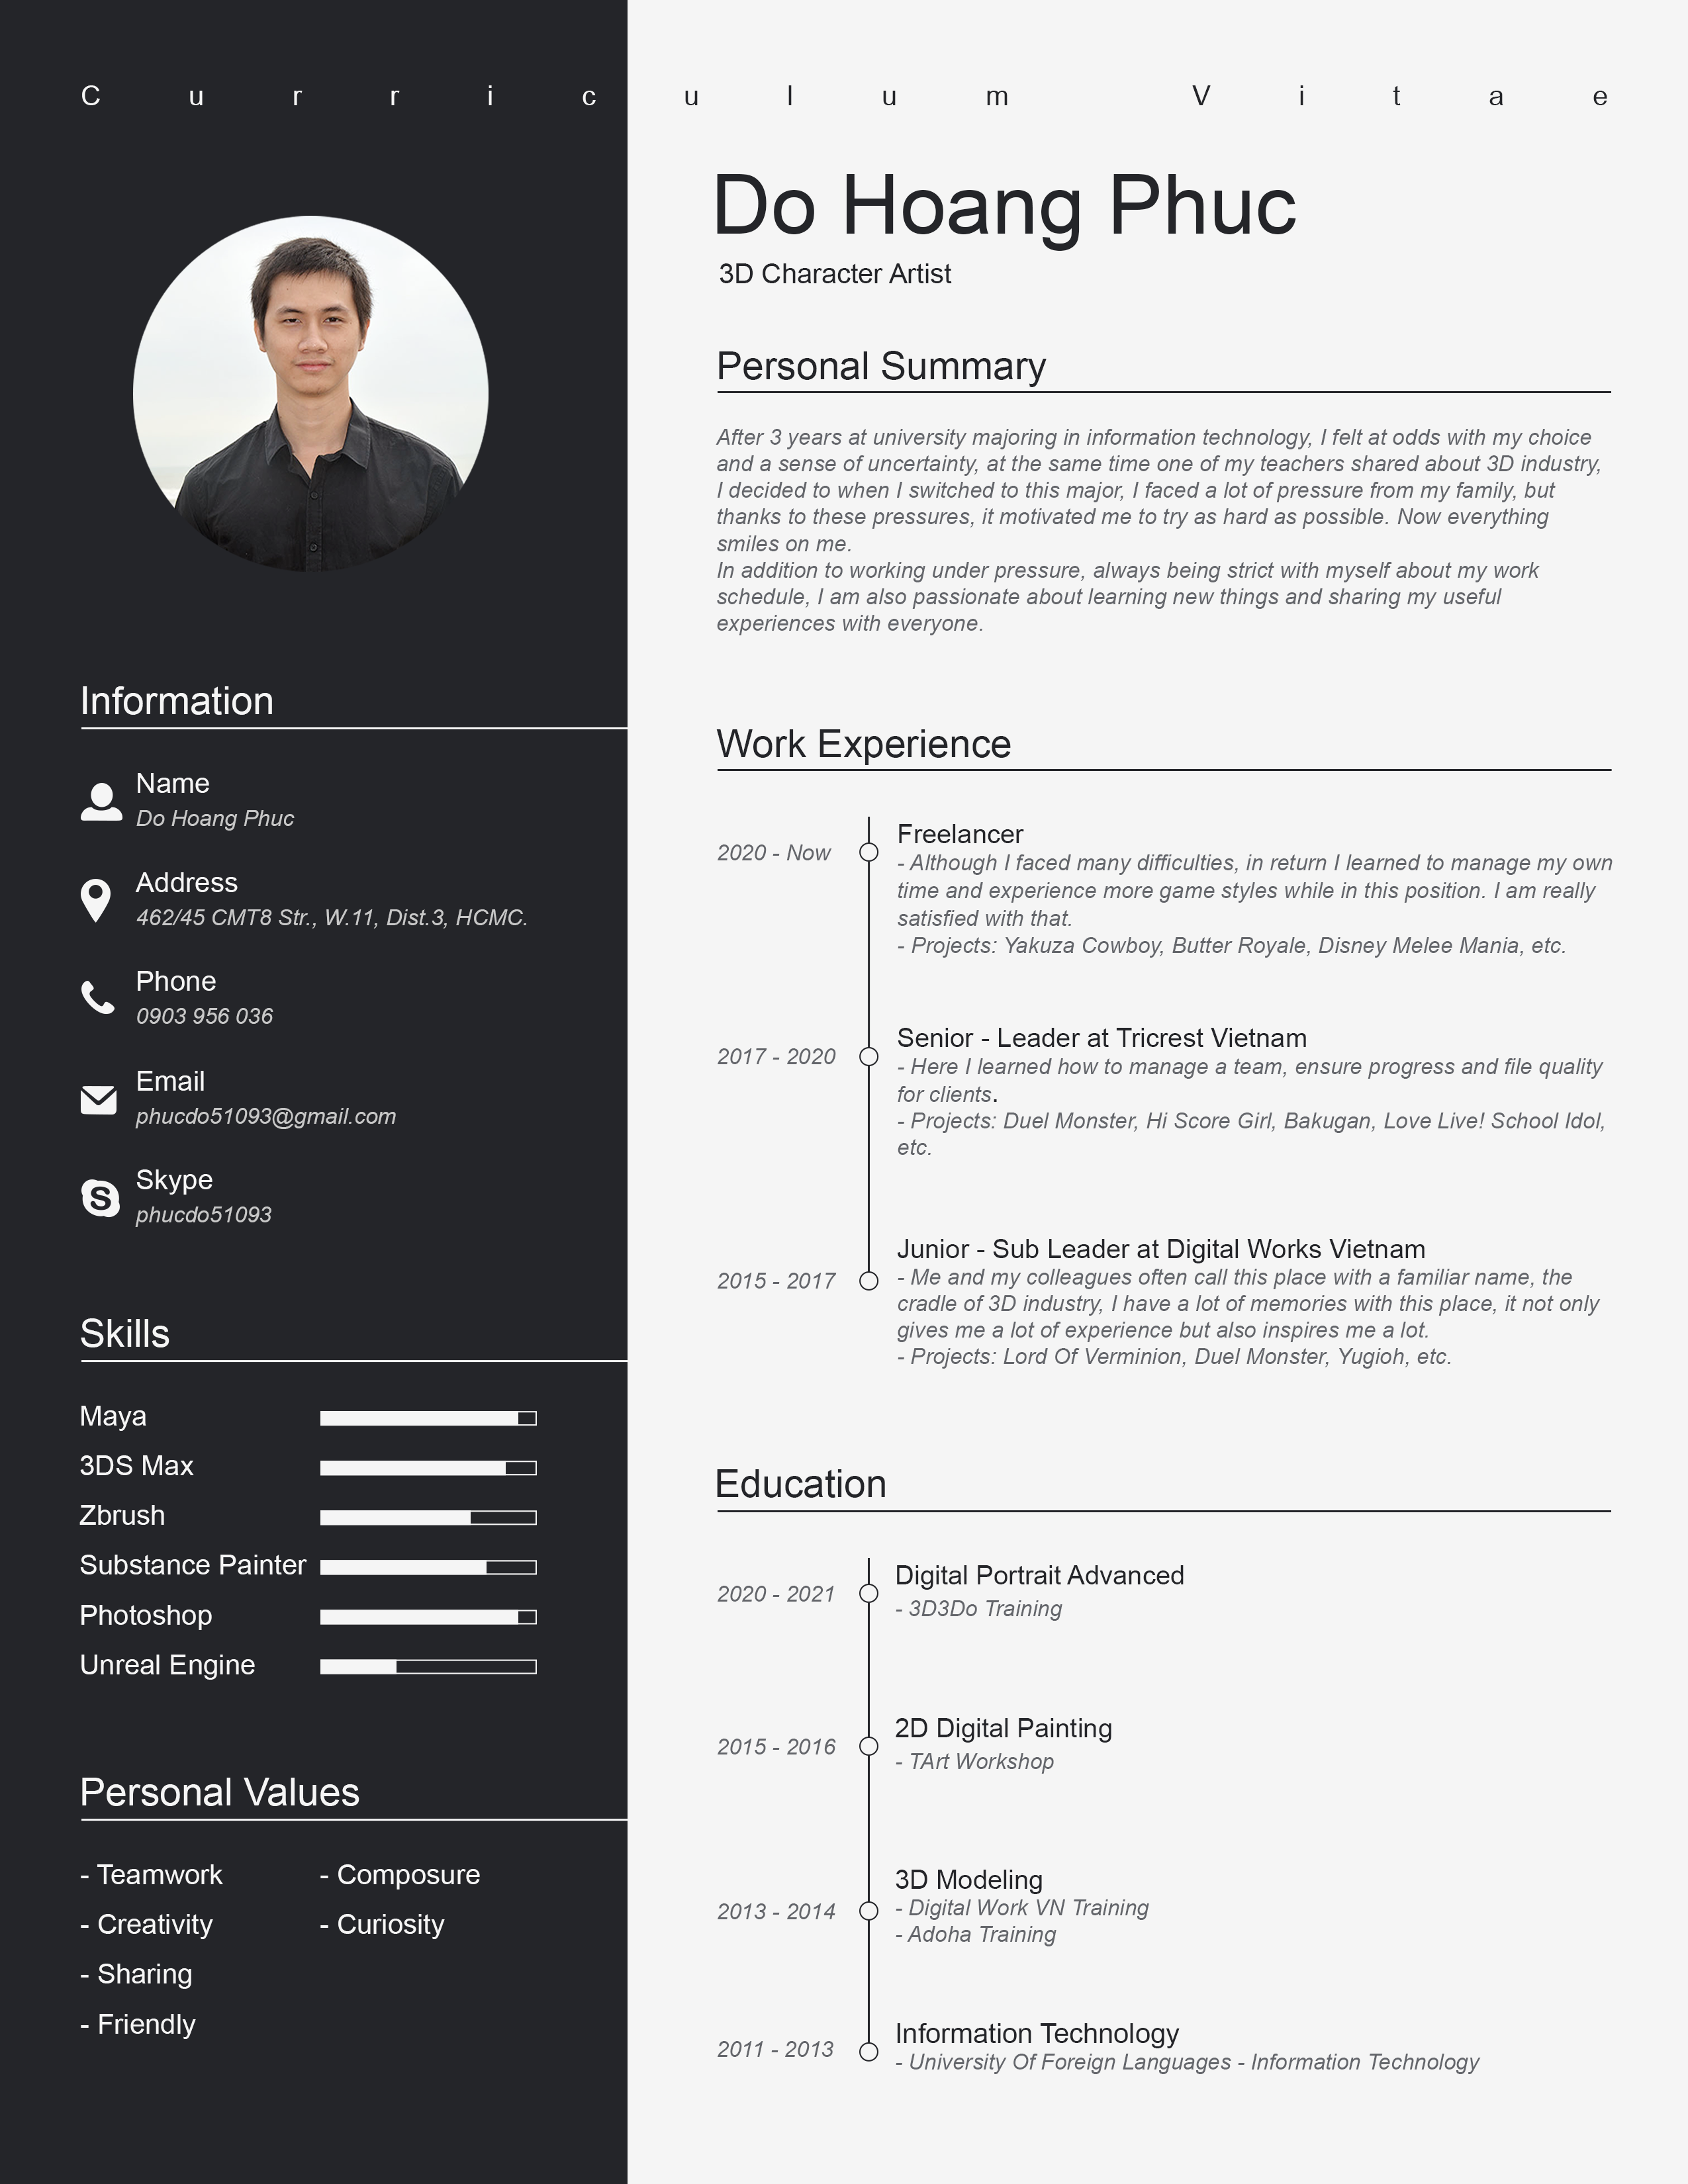 Curriculum Vitae
Do Hoang Phuc
3D Character Artist
Personal Summary
After 3 years at university majoring in information technology, I felt at odds with my choice
and a sense of uncertainty, at the same time one of my teachers shared about 3D industry,
I decided to when I switched to this major, I faced a lot of pressure from my family, but
thanks to these pressures, it motivated me to try as hard as possible. Now everything
smiles on me.
In addition to working under pressure, always being strict with myself about my work
schedule, I am also passionate about learning new things and sharing my useful
experiences with everyone.
Information
Name
Do Hoang Phuc
Address
462/45 CMT8 Str., W.11, Dist.3, HCMC.
Phone
0903 956 036
Email
phucdo51093@gmail.com
Skype
phucdo51093
Skills
Maya
3DS Max
Zbrush
Substance Painter
Photoshop
Unreal Engine
Personal Values
- Teamwork
- Creativity
- Sharing
- Friendly
- Composure
- Curiosity
Work Experience
2020 - Now
Freelancer
- Although I faced many difficulties, in return I learned to manage my own
time and experience more game styles while in this position. I am really
satisfied with that.
- Projects: Yakuza Cowboy, Butter Royale, Disney Melee Mania, etc.
2017 - 2020
Senior - Leader at Tricrest Vietnam
- Here I learned how to manage a team, ensure progress and file quality
for clients.
- Projects: Duel Monster, Hi Score Girl, Bakugan, Love Live! School Idol,
etc.
2015 - 2017
Junior - Sub Leader at Digital Works Vietnam
- Me and my colleagues often call this place with a familiar name, the
cradle of 3D industry, I have a lot of memories with this place, it not only
gives me a lot of experience but also inspires me a lot.
- Projects: Lord Of Verminion, Duel Monster, Yugioh, etc.
Education
2020 - 2021
Digital Portrait Advanced
- 3D3Do Training
2015 - 2016
2D Digital Painting
- TArt Workshop
2013 - 2014
3D Modeling
- Digital Work VN Training
- Adoha Training
2011 - 2013
Information Technology
- University Of Foreign Languages - Information Technology